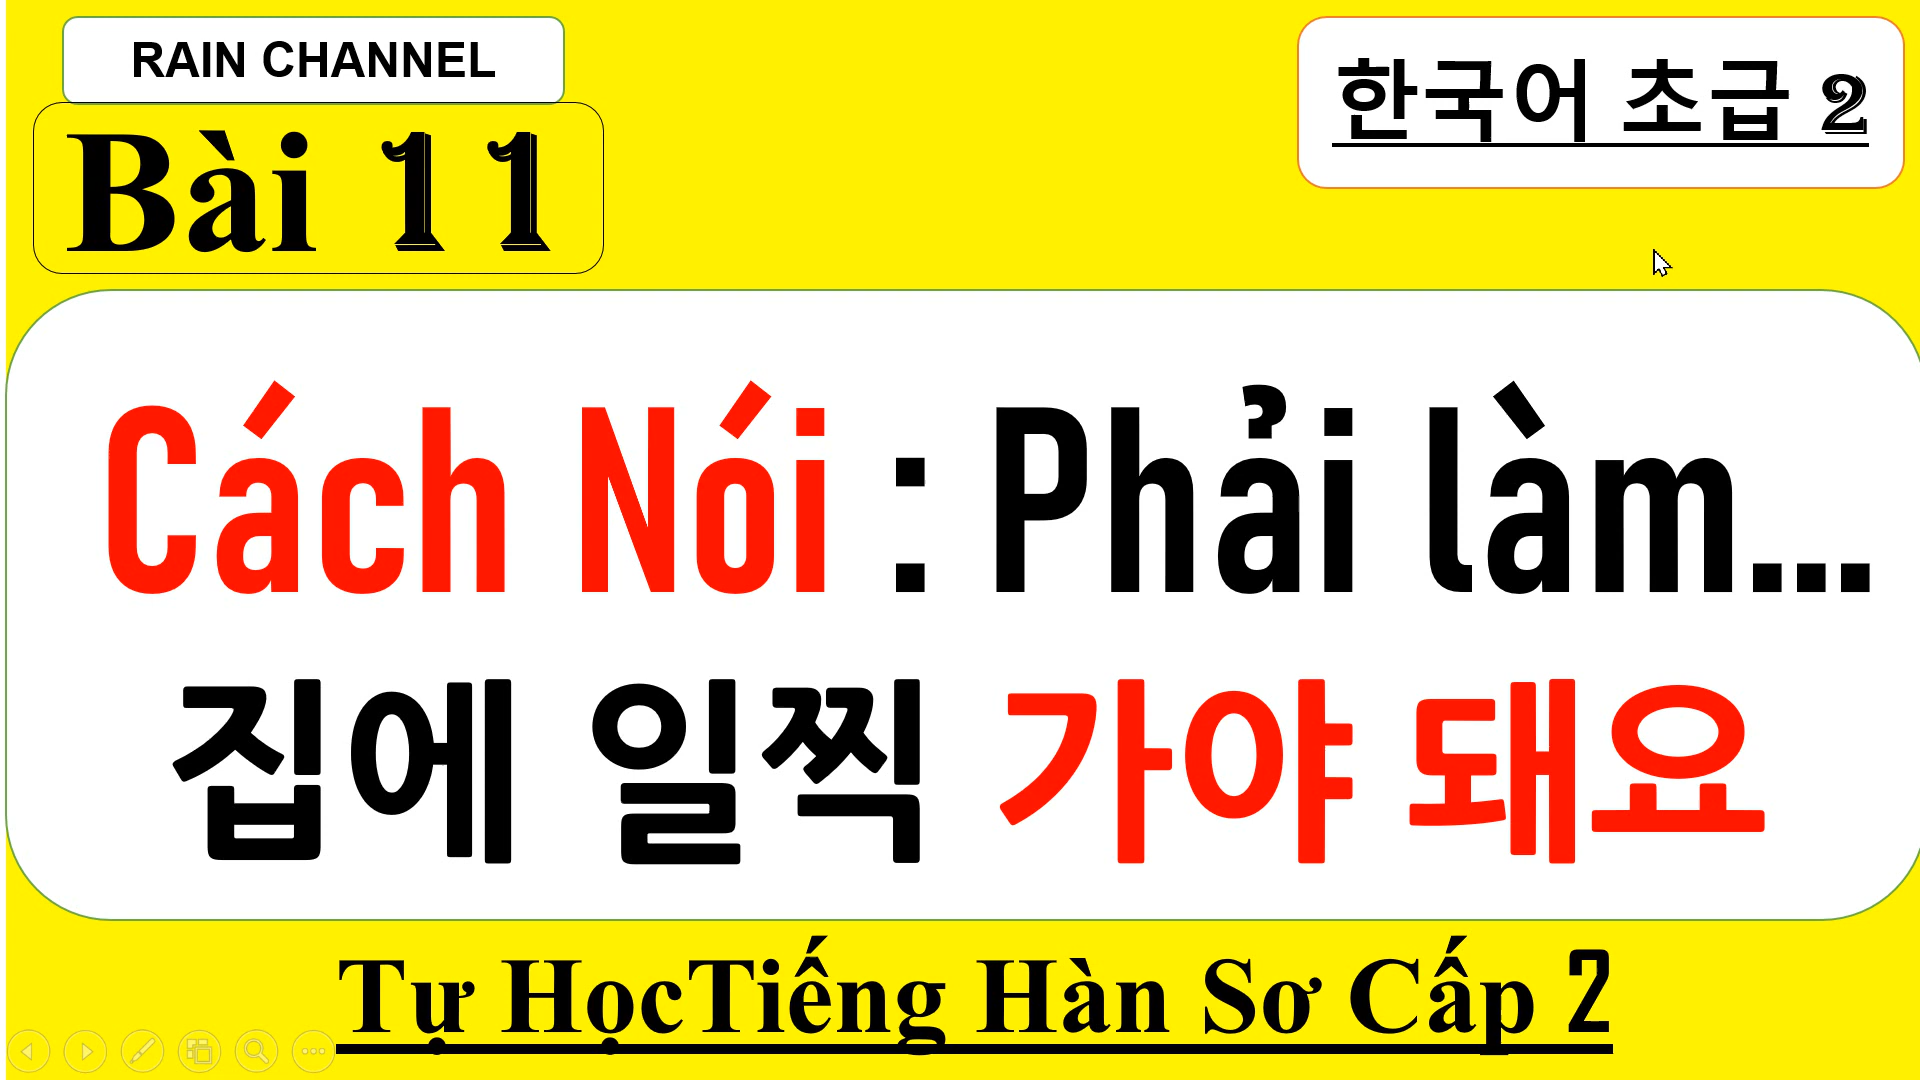 RAIN CHANNEL
한국어 초급 2
Bài 11
Cách Nói : Phải làm...
집에 일찍 가야 돼요
Tự HọcTiếng Hàn Sơ Cấp 2